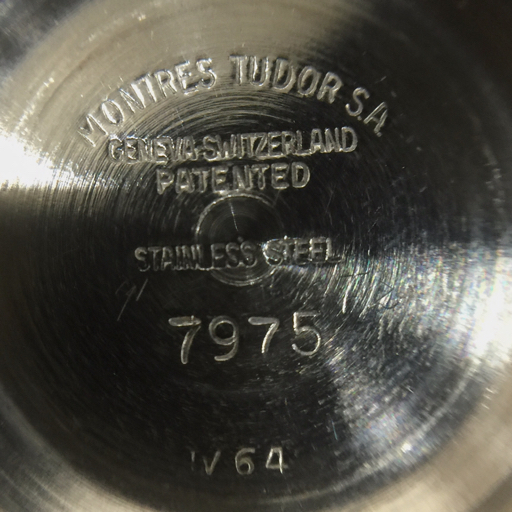 MONTRES TUDOR S.A
GENEVA-SWITZERLAND
PATENTED
STAINLESS STEEL
7975
IV 64